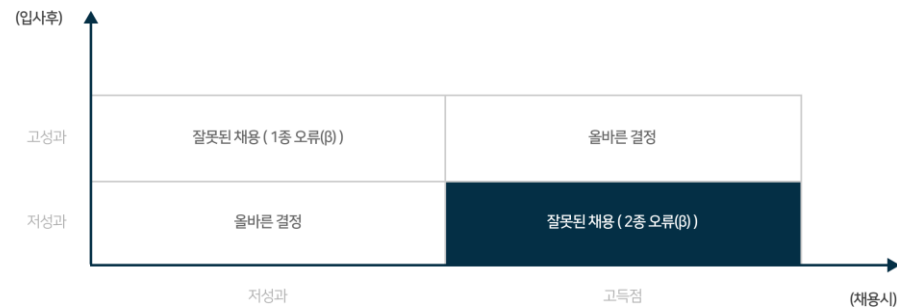 (입사후)
고성과
잘못된 채용 ( 1종 오류(β) )
올바른 결정
저성과
올바른 결정
잘못된 채용 ( 2종 오류(β) )
저성과
고득점
(채용시)